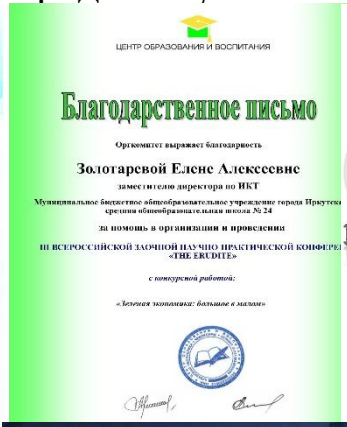 ЦЕНТР ОБРАЗОВАНИЯ И ВОСПИТАНИЯ
Благодарственное письмо
Оргкомитет выражает благодарность
Золотаревой Елене Алексеевне
заместителю директора по ИКТ
Муниципальное бюджетное общеобразовательное учреждение города Иркутска
средняя общеобразовательная школа № 24
за помощь в организации и проведении
III ВСЕРОССИЙСКОЙ ЗАОЧНОЙ НАУЧНО ПРАКТИЧЕСКОЙ КОНФЕРЕ
«THE ERUDITE»
с конкурсной работой:
«Зеленая экономика: большое в малом»